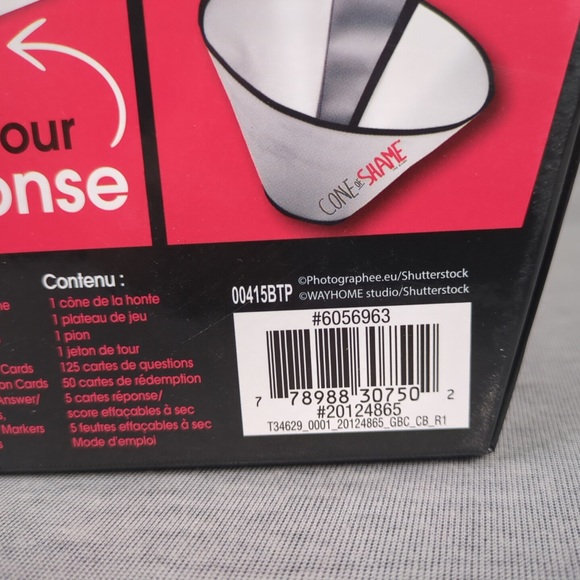 our
onse
CONE OF SHAME
Contenu :
1 cône de la honte
1 plateau de jeu
1 pion
1 jeton de tour
125 cartes de questions
50 cartes de rédemption
5 cartes réponse/
score effaçables à sec
5 feutres effaçables à sec
Mode d'emploi
Cards
on Cards
Answer/
s,
Markers
s
00415BTP
©Photographee.eu/Shutterstock
©WAYHOME studio/Shutterstock
#6056963
7 78988 30750 2
#20124865
T34629_0001_20124865_GBC_CB_R1